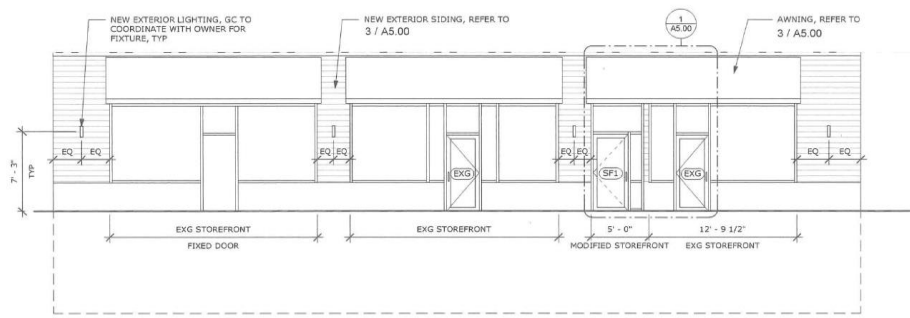 NEW EXTERIOR LIGHTING, GC TO
COORDINATE WITH OWNER FOR
FIXTURE, TYP
NEW EXTERIOR SIDING, REFER TO
3 / A5.00
1
A5.00
AWNING, REFER TO
3 / A5.00
7' - 3"
TYP
EQ EQ
EQ EQ
EQ EQ
EQ EQ
EXG
SF1
EXG
EXG STOREFRONT
FIXED DOOR
EXG STOREFRONT
5' - 0"
MODIFIED STOREFRONT
12' - 9 1/2"
EXG STOREFRONT